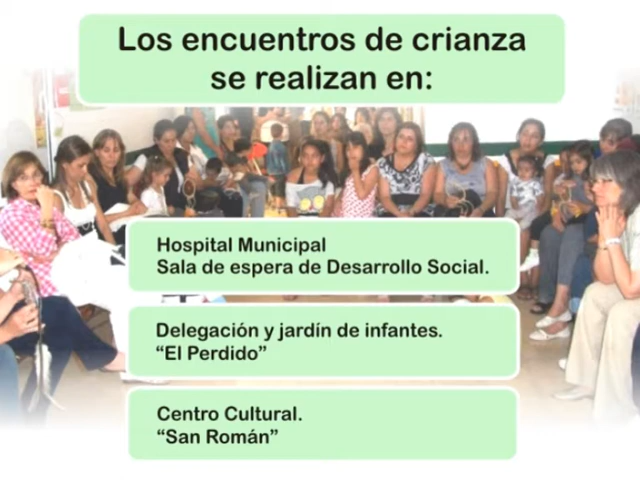 Los encuentros de crianza
se realizan en:
Hospital Municipal
Sala de espera de Desarrollo Social.
Delegación y jardín de infantes.
“El Perdido”
Centro Cultural.
“San Román”